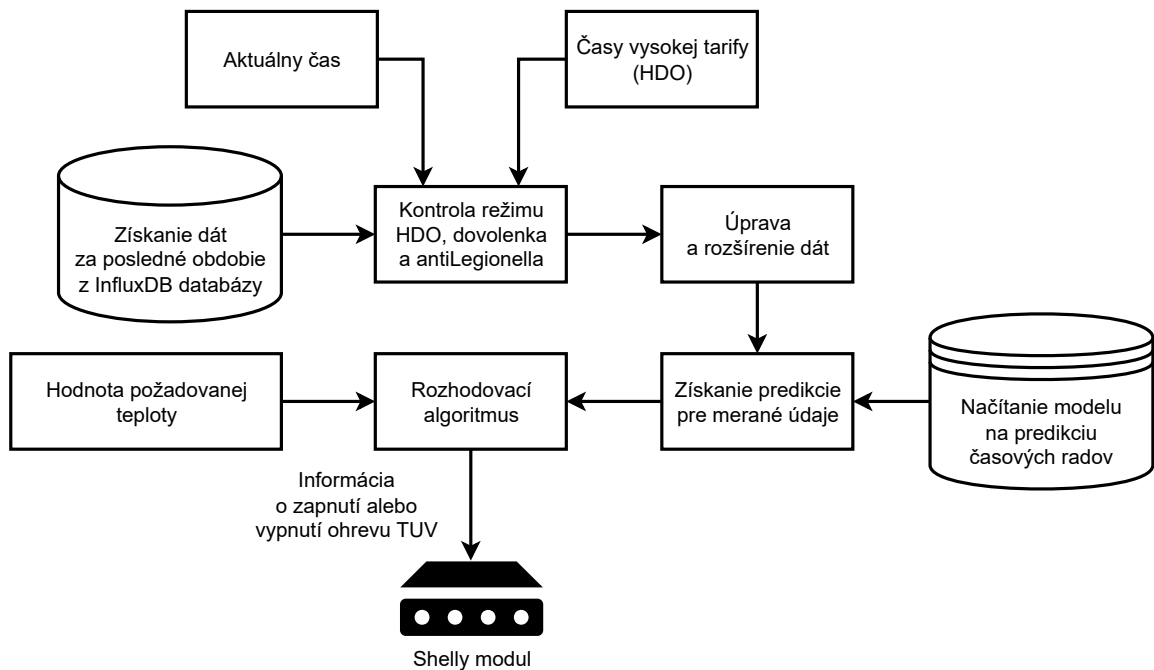 Aktuálny čas
Časy vysokej tarify
(HDO)
Získanie dát
za posledné obdobie
z InfluxDB databázy
Kontrola režimu
HDO, dovolenka
a antiLegionella
Úprava
a rozšírenie dát
Hodnota požadovanej
teploty
Rozhodovací
algoritmus
Získanie predikcie
pre merané údaje
Načítanie modelu
na predikciu
časových radov
Informácia
o zapnutí alebo
vypnutí ohrevu TUV
Shelly modul